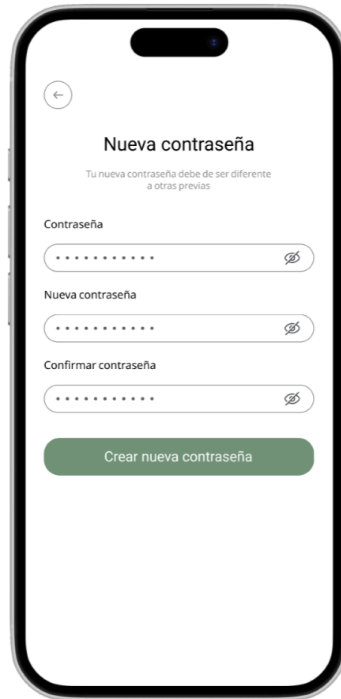 Nueva contraseña
Tu nueva contraseña debe de ser diferente
a otras previas
Contraseña
Nueva contraseña
Confirmar contraseña
Crear nueva contraseña